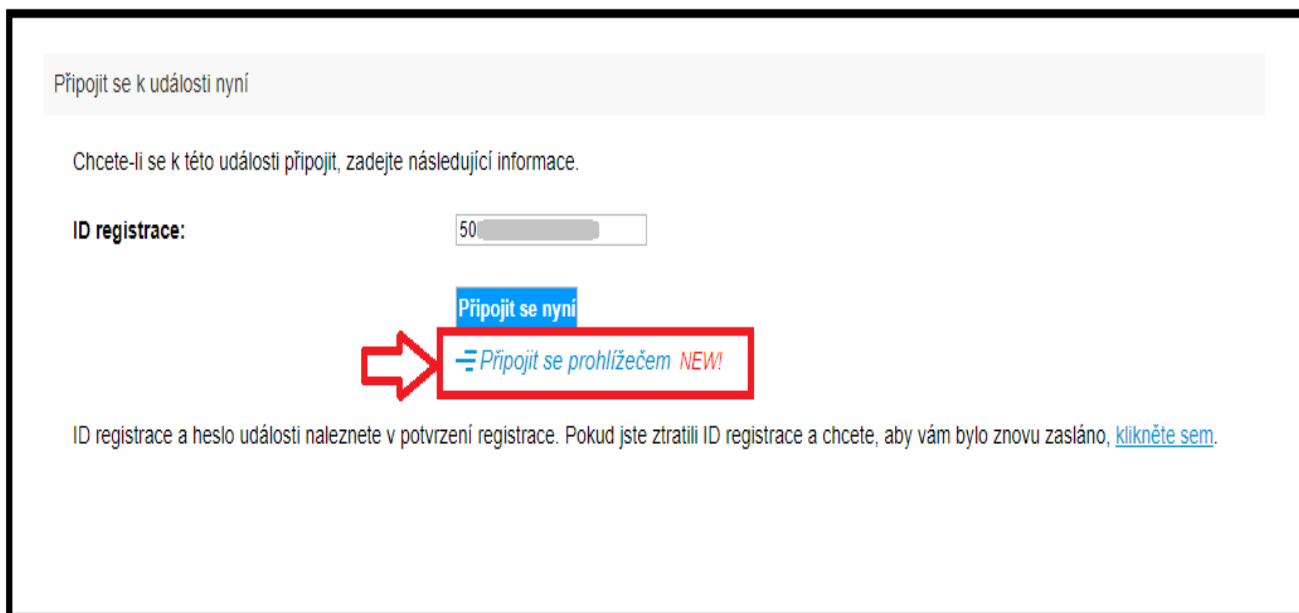 Připojit se k události nyní
Chcete-li se k této události připojit, zadejte následující informace.
ID registrace:
50
Připojit se nyní
Připojit se prohlížečem NEW!
ID registrace a heslo události naleznete v potvrzení registrace. Pokud jste ztratili ID registrace a chcete, aby vám bylo znovu zasláno, klikněte sem.